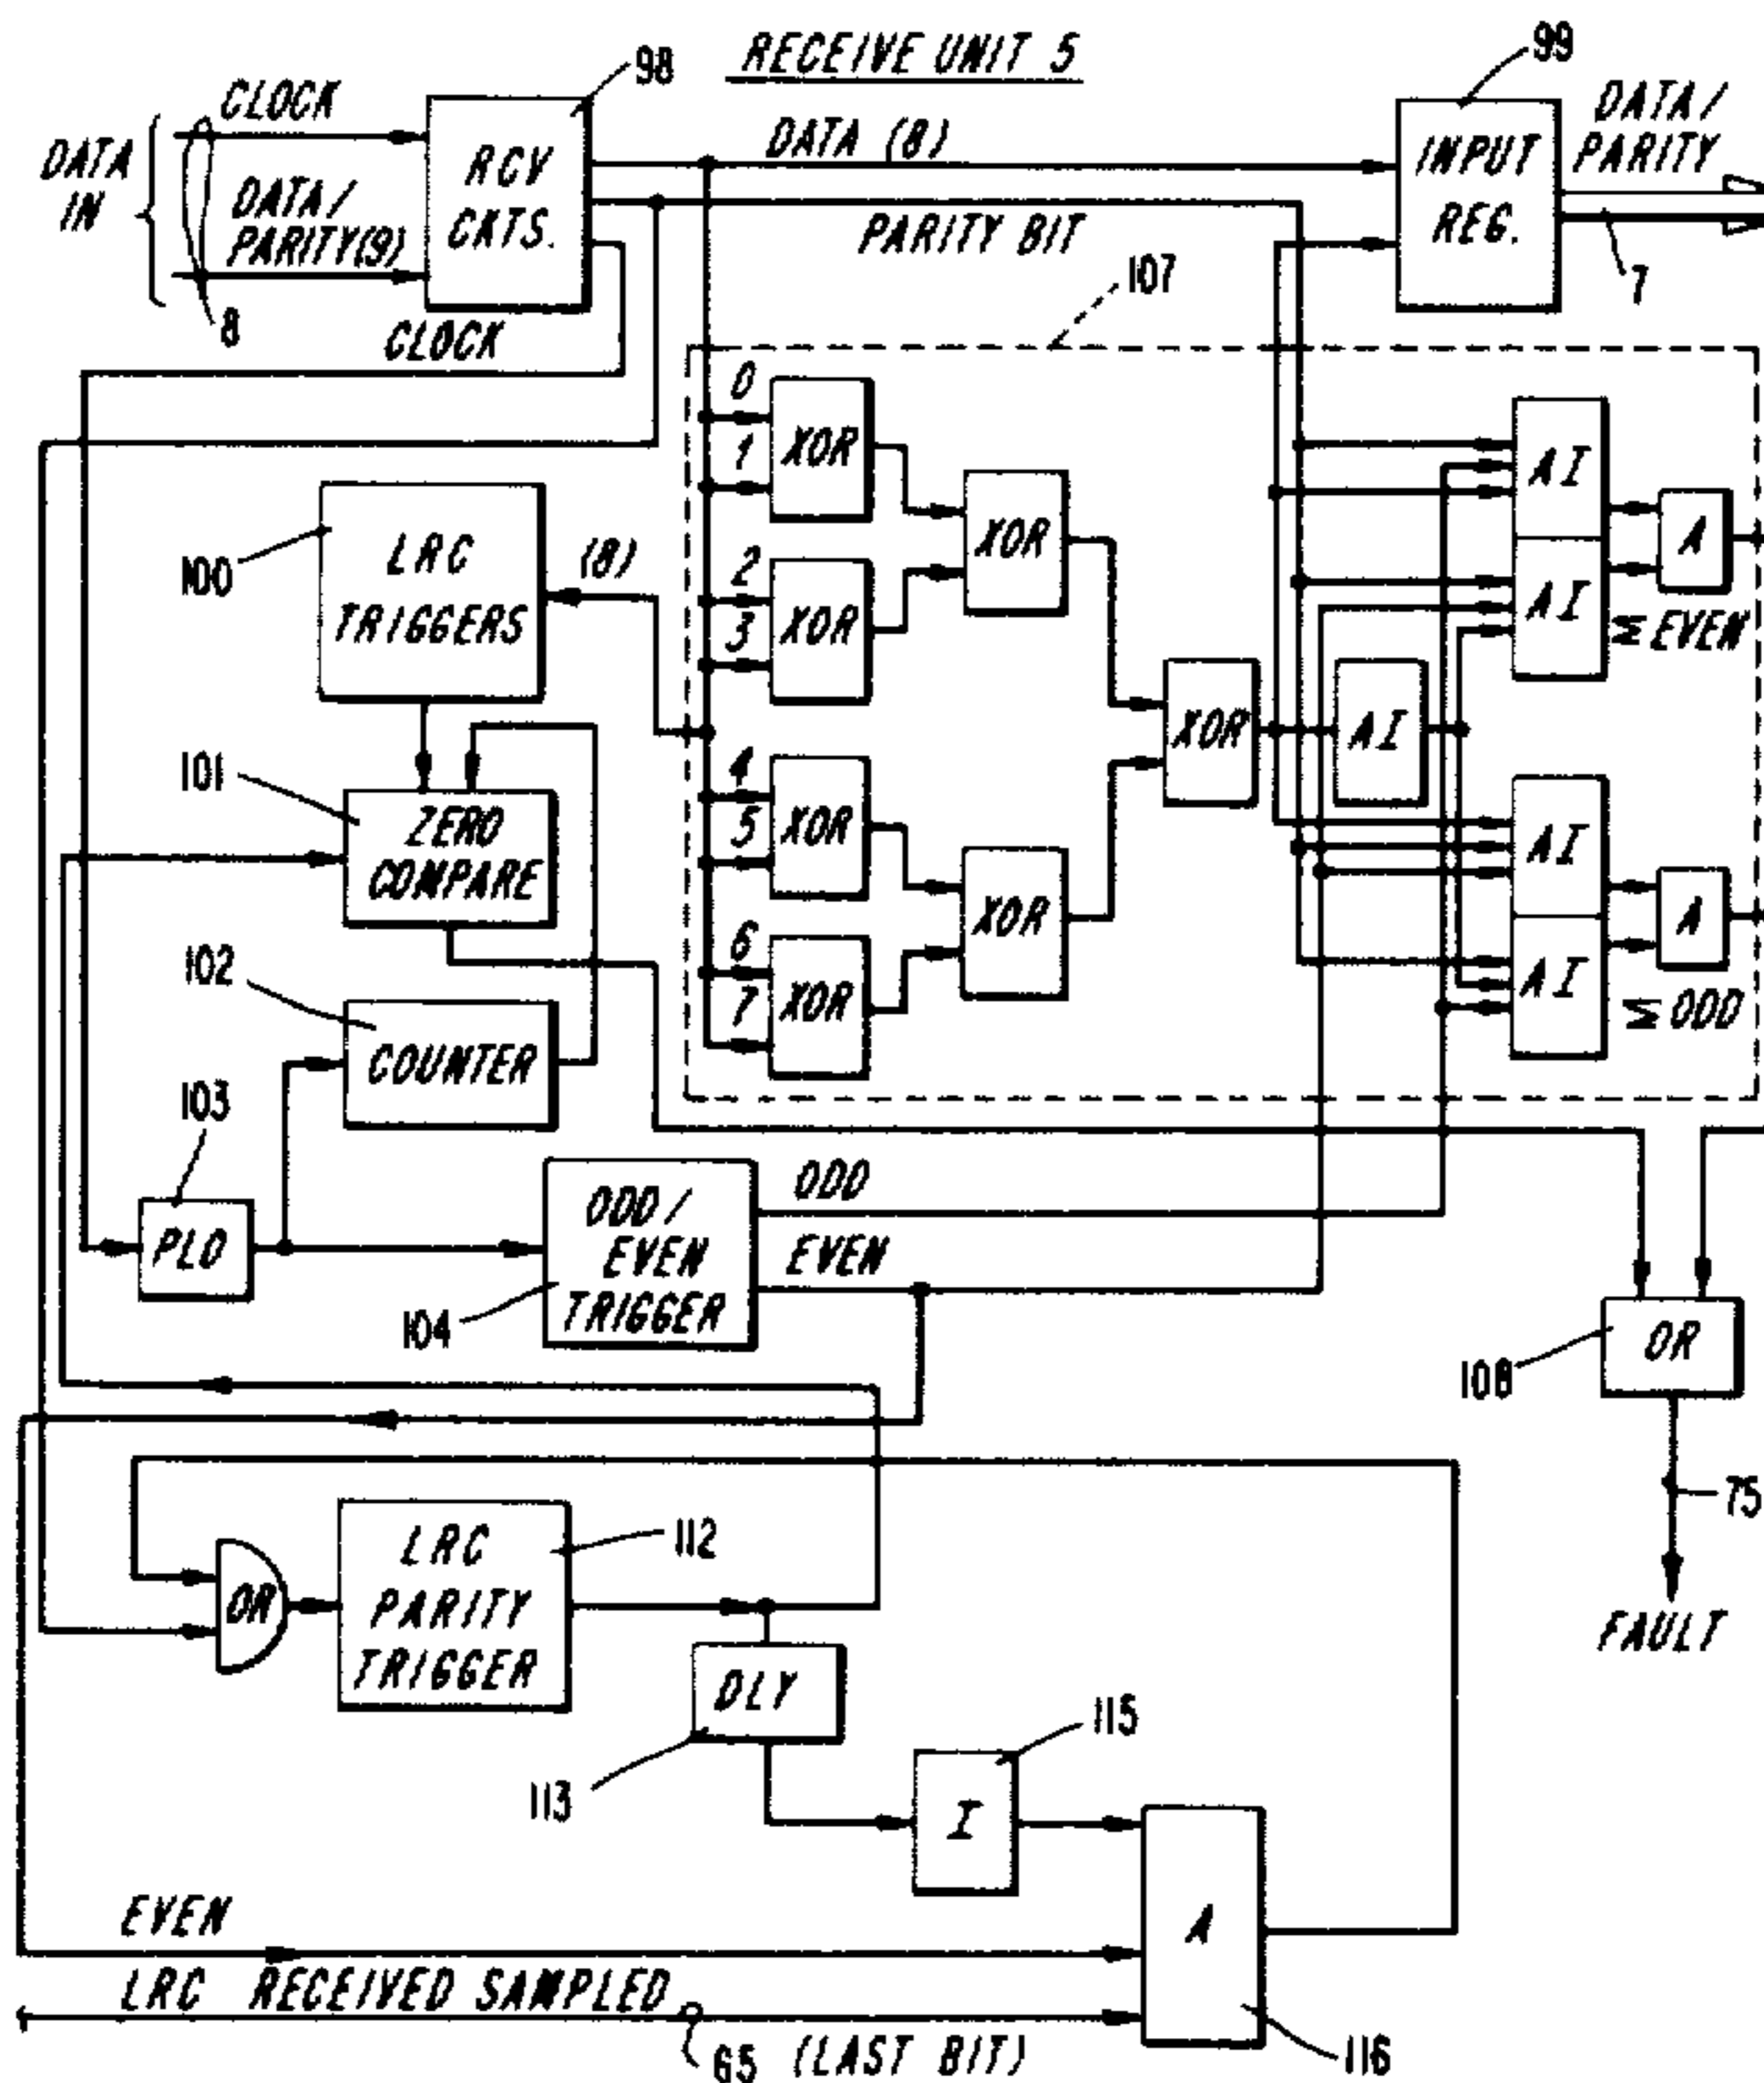 RECEIVE UNIT 5
98
99
CLOCK
DATA IN
DATA/
PARITY(9)
8
RCV
CKTS.
DATA (8)
PARITY BIT
CLOCK
INPUT
REG.
DATA/
PARITY
7
107
0
1
XOR
2
3
XOR
XOR
4
5
XOR
6
7
XOR
XOR
XOR
AI
AI
AI
A
Σ EVEN
AI
AI
A
Σ ODD
100
LRC
TRIGGERS
(8)
101
ZERO
COMPARE
102
COUNTER
103
PLO
104
ODD/
EVEN
TRIGGER
ODD
EVEN
108
OR
75
FAULT
OR
LRC
PARITY
TRIGGER
112
DLY
113
115
I
A
116
EVEN
LRC RECEIVED SAMPLED
65 (LAST BIT)